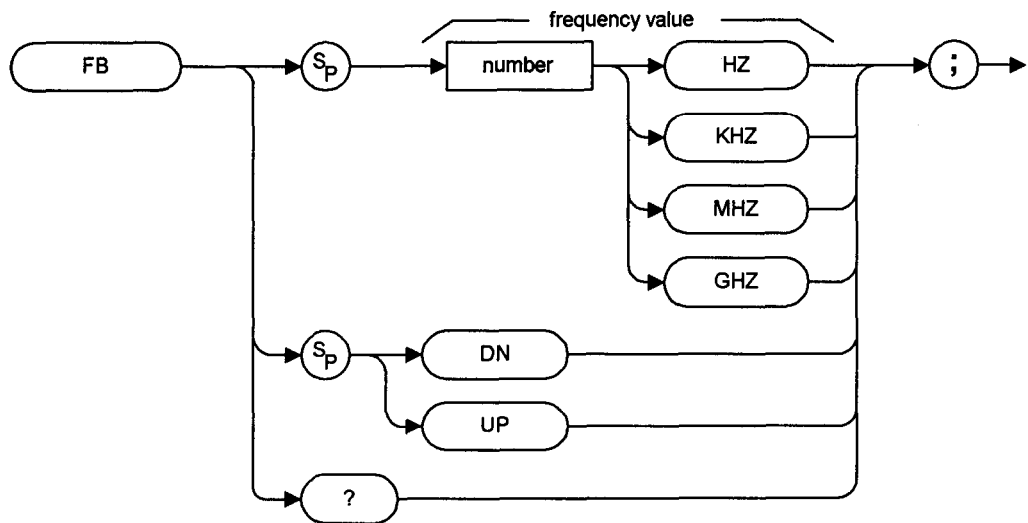 frequency value
FB SP number HZ ;
KHZ
MHZ
GHZ
SP DN
UP
?